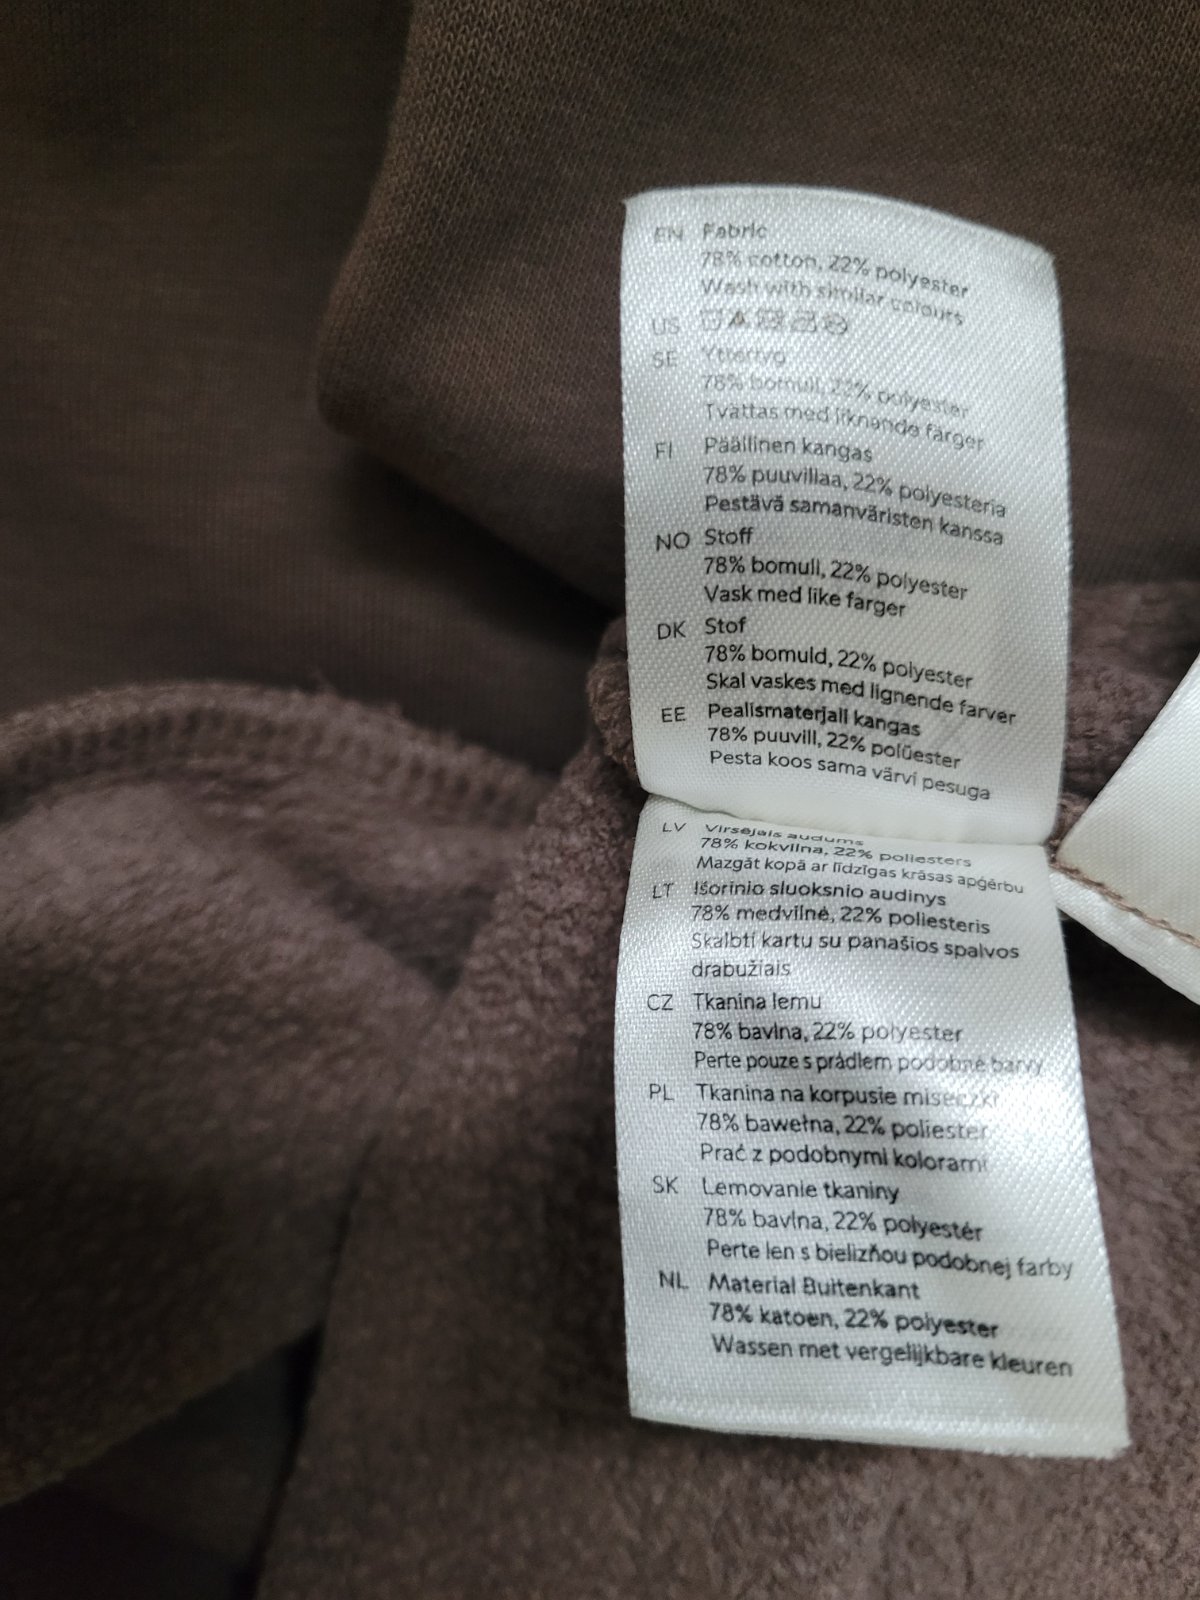 EN Fabric
78% cotton, 22% polyester
Wash with similar colours
US
SE Yttertyg
78% bomull, 22% polyester
Tvättas med liknande färger
FI Päällinen kangas
78% puuvillaa, 22% polyesteria
Pestävä samanväristen kanssa
NO Stoff
78% bomull, 22% polyester
Vask med like farger
DK Stof
78% bomuld, 22% polyester
Skal vaskes med lignende farver
EE Pealismaterjali kangas
78% puuvill, 22% polüester
Pesta koos sama värvi pesuga
LV Virsējais audums
78% kokvilna, 22% poliesters
Mazgāt kopā ar līdzīgas krāsas apģērbu
LT Išorinio sluoksnio audinys
78% medvilnė, 22% poliesteris
Skalbti kartu su panašios spalvos
drabužiais
CZ Tkanina lemu
78% bavlna, 22% polyester
Perte pouze s prádlem podobné barvy
PL Tkanina na korpusie miseczki
78% bawełna, 22% poliester
Prać z podobnymi kolorami
SK Lemovanie tkaniny
78% bavlna, 22% polyestér
Perte len s bielizňou podobnej farby
NL Material Buitenkant
78% katoen, 22% polyester
Wassen met vergelijkbare kleuren